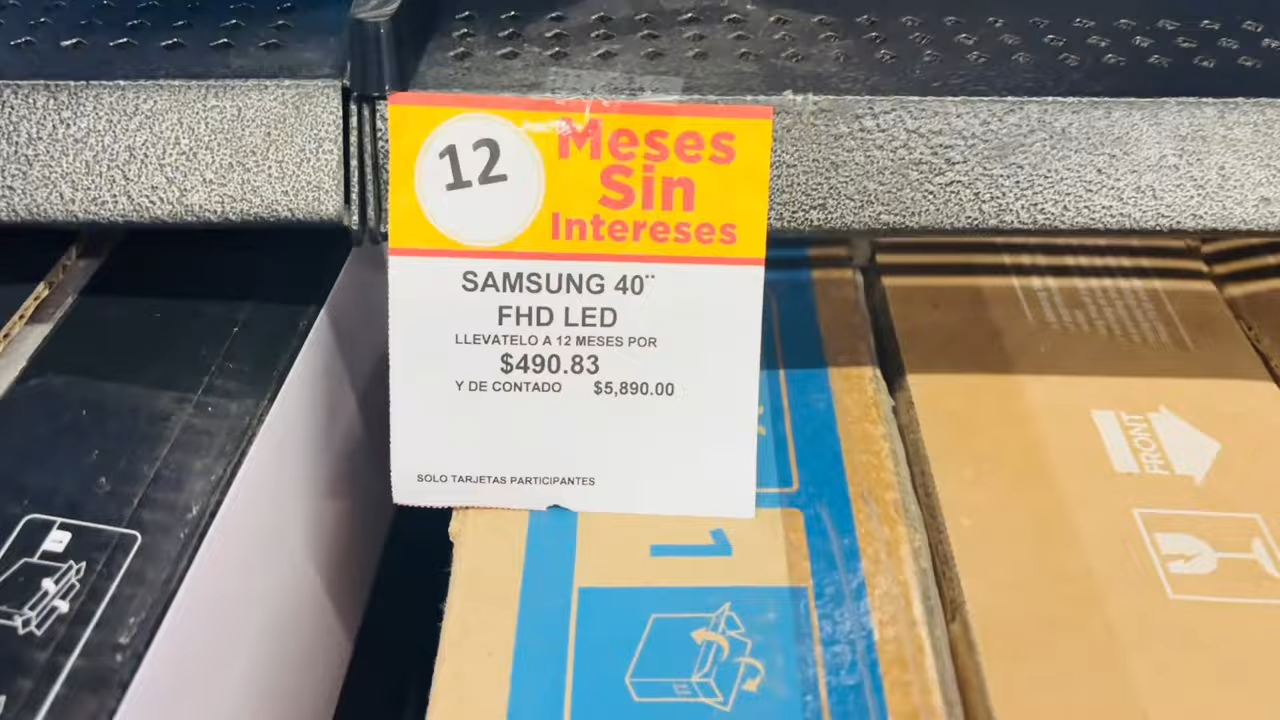 12
Meses
Sin
Intereses
SAMSUNG 40¨
FHD LED
LLEVATELO A 12 MESES POR
$490.83
Y DE CONTADO $5,890.00
SOLO TARJETAS PARTICIPANTES
FRONT
1